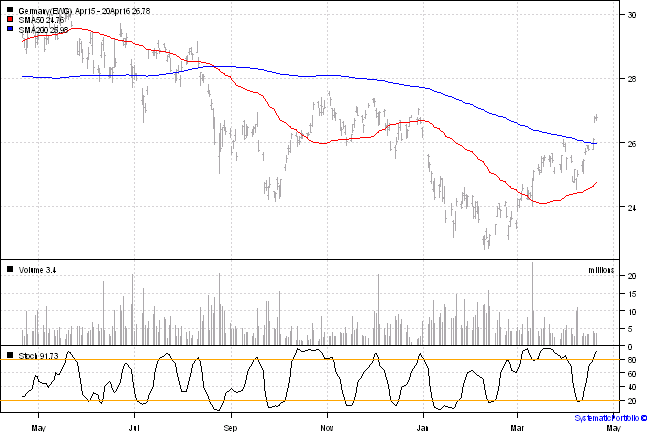 Germany(EWG) Apr15 - 20Apr16 26.78
SMA50 24.76
SMA200 25.98
30
28
26
24
Volume 3.4
millions
20
15
10
5
0
Stoch 91.73
80
60
40
20
May
Jul
Sep
Nov
Jan
Mar
May
SystematicPortfolio ©